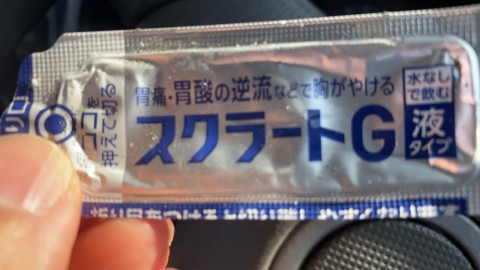 胃痛・胃酸の逆流などで胸がやける
スクラートG
水なし
で飲む
液
タイプ
ココを
押えて切る